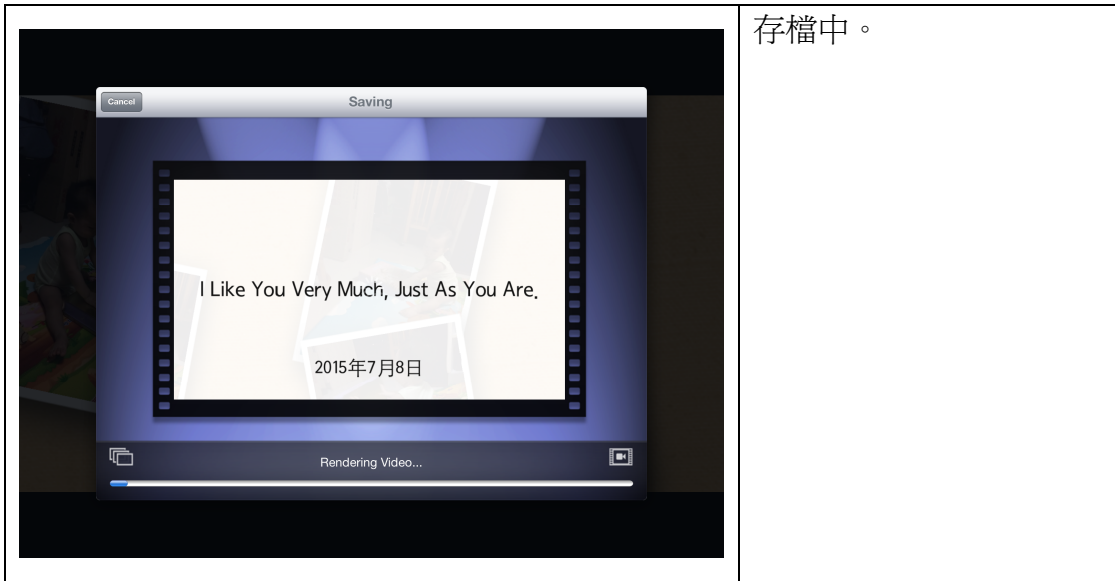 存檔中。
Cancel
Saving
I Like You Very Much, Just As You Are.
2015年7月8日
Rendering Video...